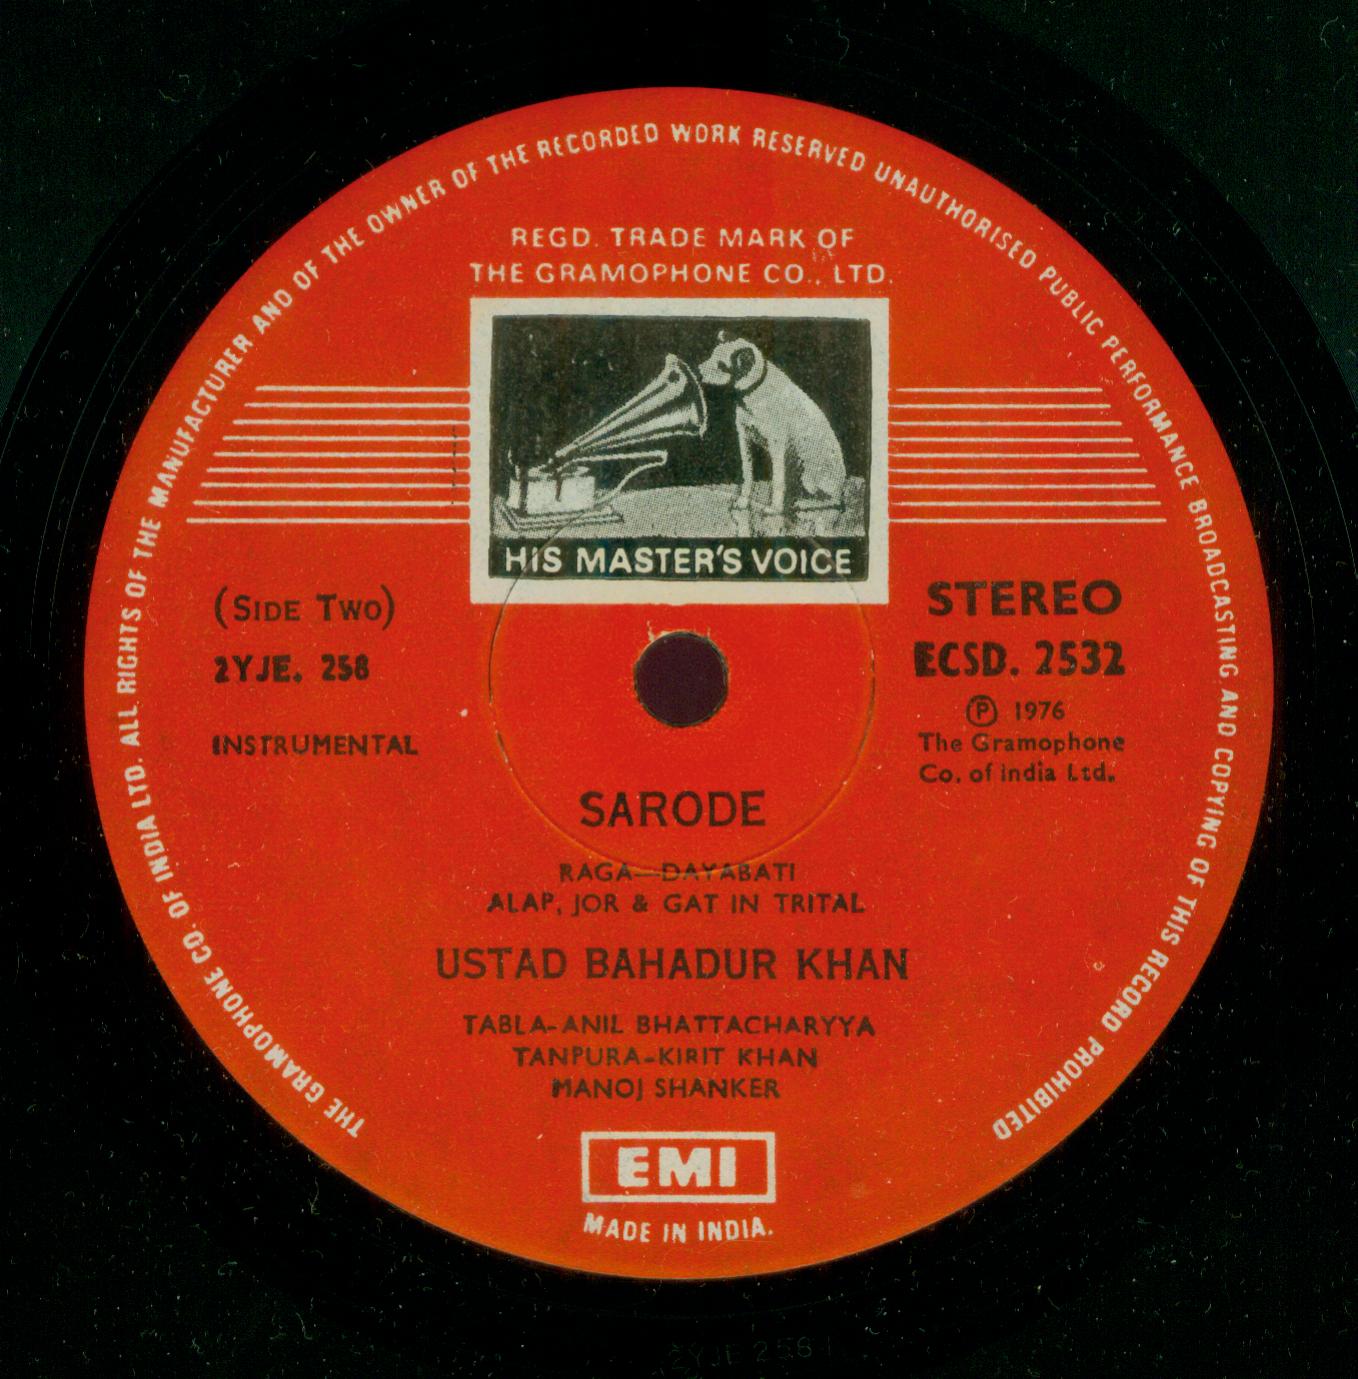 THE GRAMOPHONE CO. OF INDIA LTD. ALL RIGHTS OF THE MANUFACTURER AND OF THE OWNER OF THE RECORDED WORK RESERVED UNAUTHORISED PUBLIC PERFORMANCE BROADCASTING AND COPYING OF THIS RECORD PROHIBITED
REGD. TRADE MARK OF
THE GRAMOPHONE CO., LTD.
HIS MASTER'S VOICE
(SIDE TWO)
2YJE. 258
INSTRUMENTAL
STEREO
ECSD. 2532
℗ 1976
The Gramophone
Co. of India Ltd.
SARODE
RAGA—DAYABATI
ALAP, JOR & GAT IN TRITAL
USTAD BAHADUR KHAN
TABLA-ANIL BHATTACHARYYA
TANPURA-KIRIT KHAN
MANOJ SHANKER
EMI
MADE IN INDIA.
2YJE 258